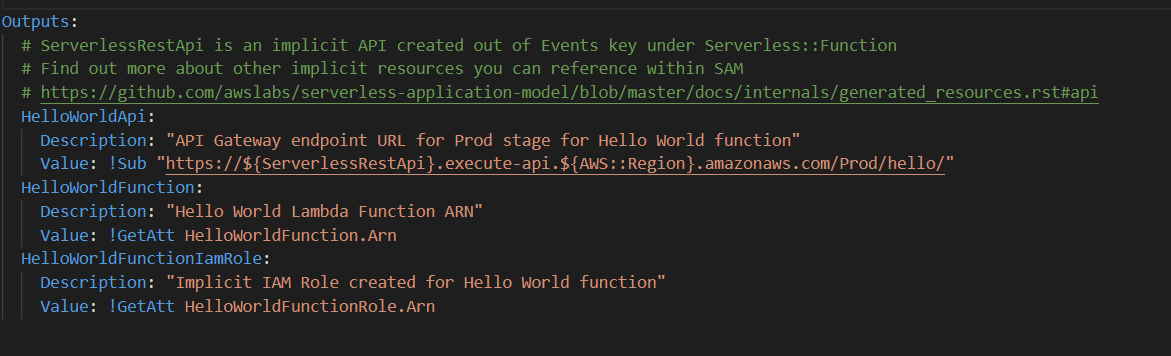 Outputs:
# ServerlessRestApi is an implicit API created out of Events key under Serverless::Function
# Find out more about other implicit resources you can reference within SAM
# https://github.com/awslabs/serverless-application-model/blob/master/docs/internals/generated_resources.rst#api
HelloWorldApi:
Description: "API Gateway endpoint URL for Prod stage for Hello World function"
Value: !Sub "https://${ServerlessRestApi}.execute-api.${AWS::Region}.amazonaws.com/Prod/hello/"
HelloWorldFunction:
Description: "Hello World Lambda Function ARN"
Value: !GetAtt HelloWorldFunction.Arn
HelloWorldFunctionIamRole:
Description: "Implicit IAM Role created for Hello World function"
Value: !GetAtt HelloWorldFunctionRole.Arn